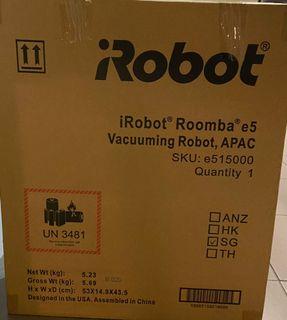 iRobot®
iRobot® Roomba® e5
Vacuuming Robot, APAC
SKU: e515000
Quantity 1
UN 3481
ANZ
HK
SG
TH
Net Wt (kg): 5.23
Gross Wt (kg): 5.69
H x W x D(cm): 53X14.9X43.5
Designed in the USA, Assembled in China